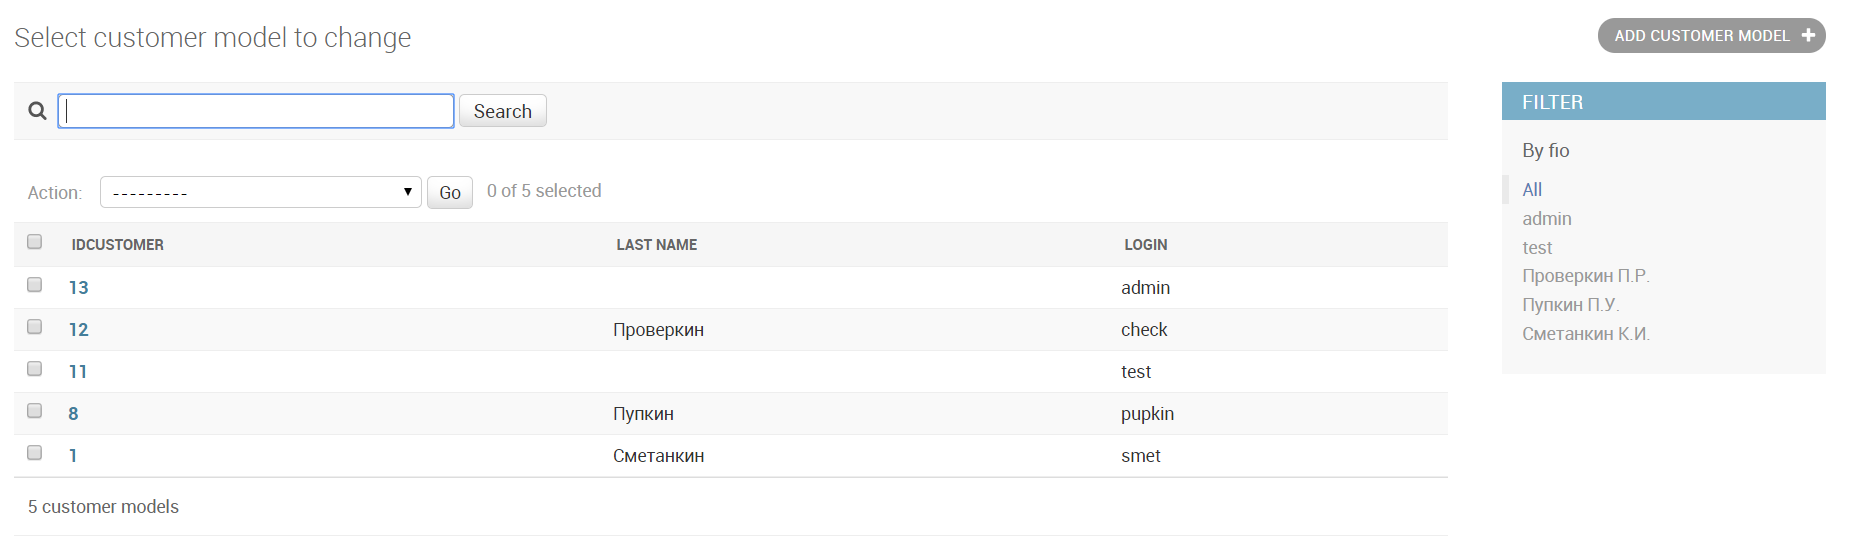 Select customer model to change
ADD CUSTOMER MODEL +
Search
Action: --------- Go 0 of 5 selected
IDCUSTOMER LAST NAME LOGIN
13 admin
12 Проверкин check
11 test
8 Пупкин pupkin
1 Сметанкин smet
5 customer models
FILTER
By fio
All
admin
test
Проверкин П.Р.
Пупкин П.У.
Сметанкин К.И.